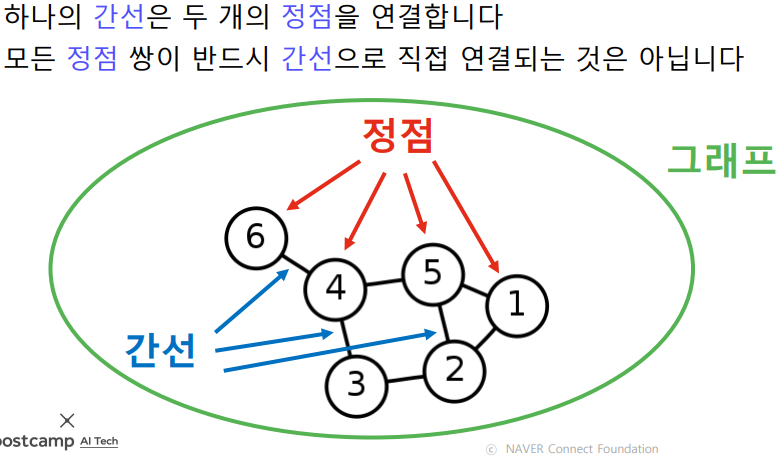 하나의 간선은 두 개의 정점을 연결합니다
모든 정점 쌍이 반드시 간선으로 직접 연결되는 것은 아닙니다
정점
그래프
6
4
5
1
간선
3
2
ostcamp AI Tech
ⓒ NAVER Connect Foundation